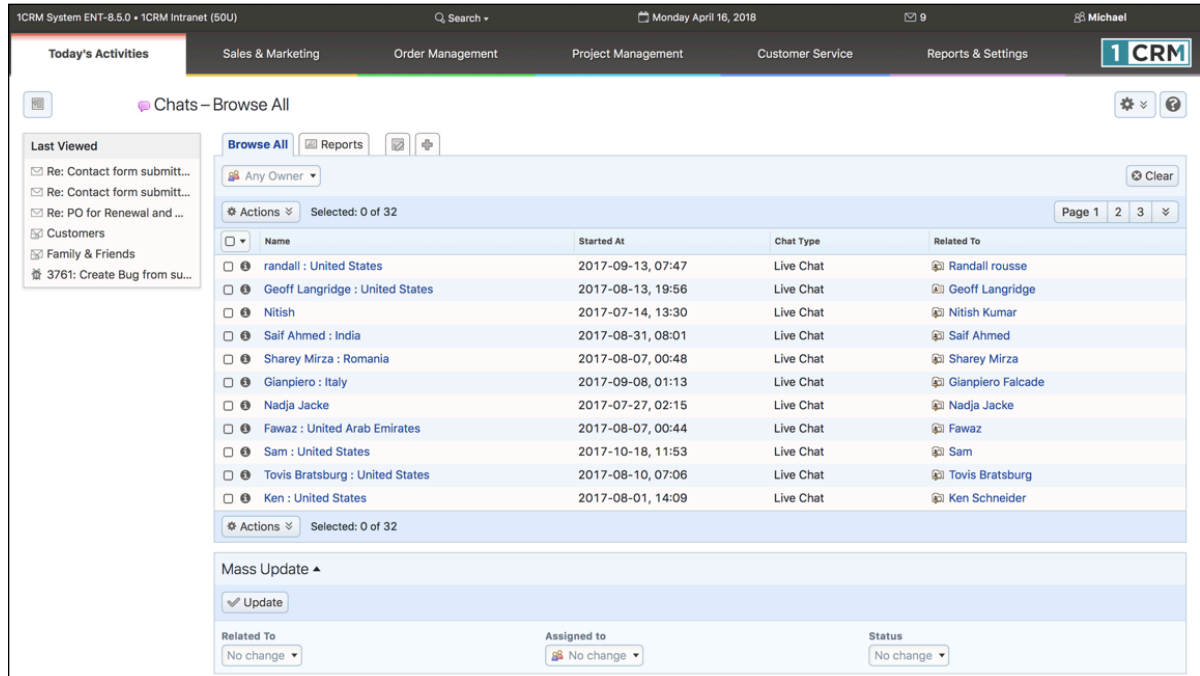 1CRM System ENT-8.5.0 • 1CRM Intranet (50U) Search Monday April 16, 2018 9 Michael
Today's Activities Sales & Marketing Order Management Project Management Customer Service Reports & Settings 1 CRM
Chats – Browse All
Last Viewed
Re: Contact form submitt...
Re: Contact form submitt...
Re: PO for Renewal and ...
Customers
Family & Friends
3761: Create Bug from su...
Browse All Reports
Any Owner Clear
Actions Selected: 0 of 32 Page 1 2 3
Name Started At Chat Type Related To
randall : United States 2017-09-13, 07:47 Live Chat Randall rousse
Geoff Langridge : United States 2017-08-13, 19:56 Live Chat Geoff Langridge
Nitish 2017-07-14, 13:30 Live Chat Nitish Kumar
Saif Ahmed : India 2017-08-31, 08:01 Live Chat Saif Ahmed
Sharey Mirza : Romania 2017-08-07, 00:48 Live Chat Sharey Mirza
Gianpiero : Italy 2017-09-08, 01:13 Live Chat Gianpiero Falcade
Nadja Jacke 2017-07-27, 02:15 Live Chat Nadja Jacke
Fawaz : United Arab Emirates 2017-08-07, 00:44 Live Chat Fawaz
Sam : United States 2017-10-18, 11:53 Live Chat Sam
Tovis Bratsburg : United States 2017-08-10, 07:06 Live Chat Tovis Bratsburg
Ken : United States 2017-08-01, 14:09 Live Chat Ken Schneider
Actions Selected: 0 of 32
Mass Update
Update
Related To Assigned to Status
No change No change No change